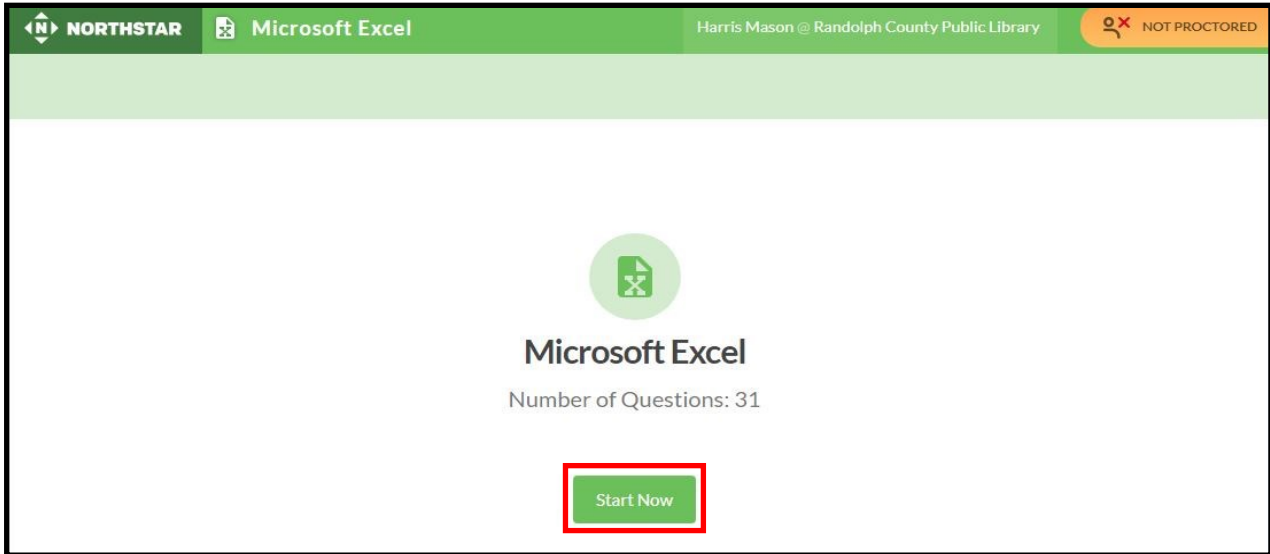 NORTHSTAR Microsoft Excel Harris Mason @ Randolph County Public Library NOT PROCTORED
Microsoft Excel
Number of Questions: 31
Start Now